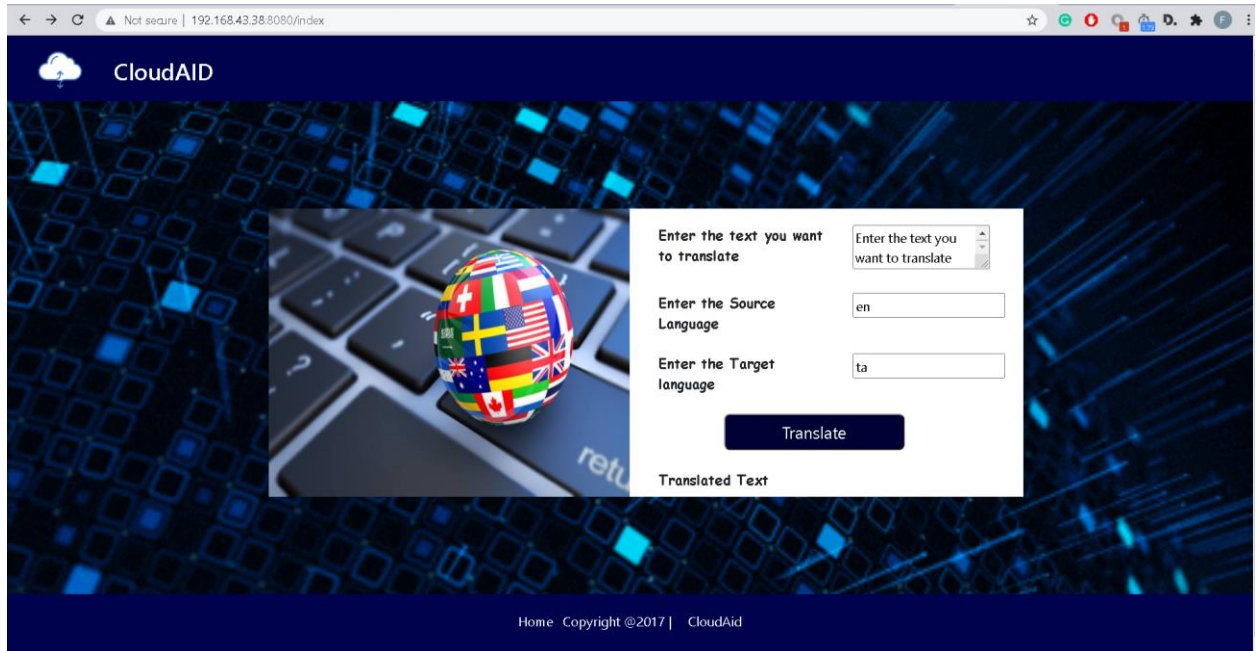 Not secure | 192.168.43.38:8080/index
CloudAID
Enter the text you want
to translate
Enter the text you
want to translate
Enter the Source
Language
en
Enter the Target
language
ta
Translate
Translated Text
Home Copyright @2017 | CloudAid